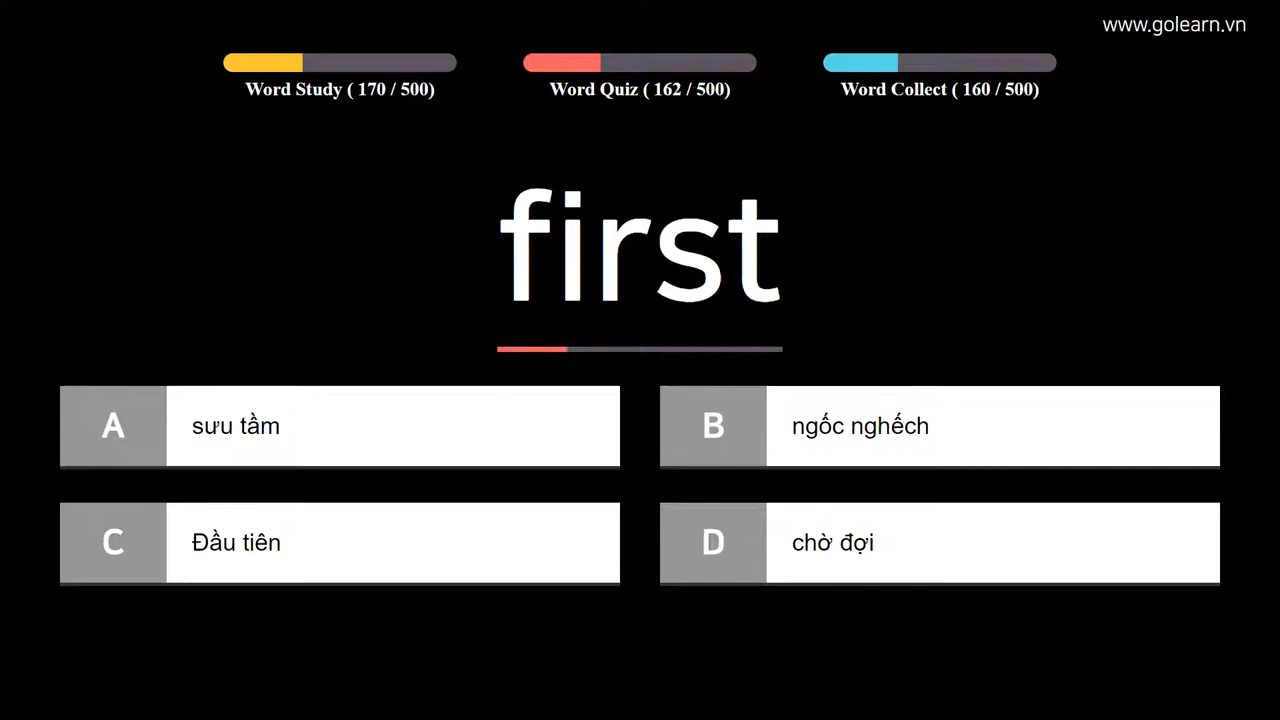 www.golearn.vn
Word Study ( 170 / 500)
Word Quiz ( 162 / 500)
Word Collect ( 160 / 500)
first
A sưu tầm
B ngốc nghếch
C Đầu tiên
D chờ đợi